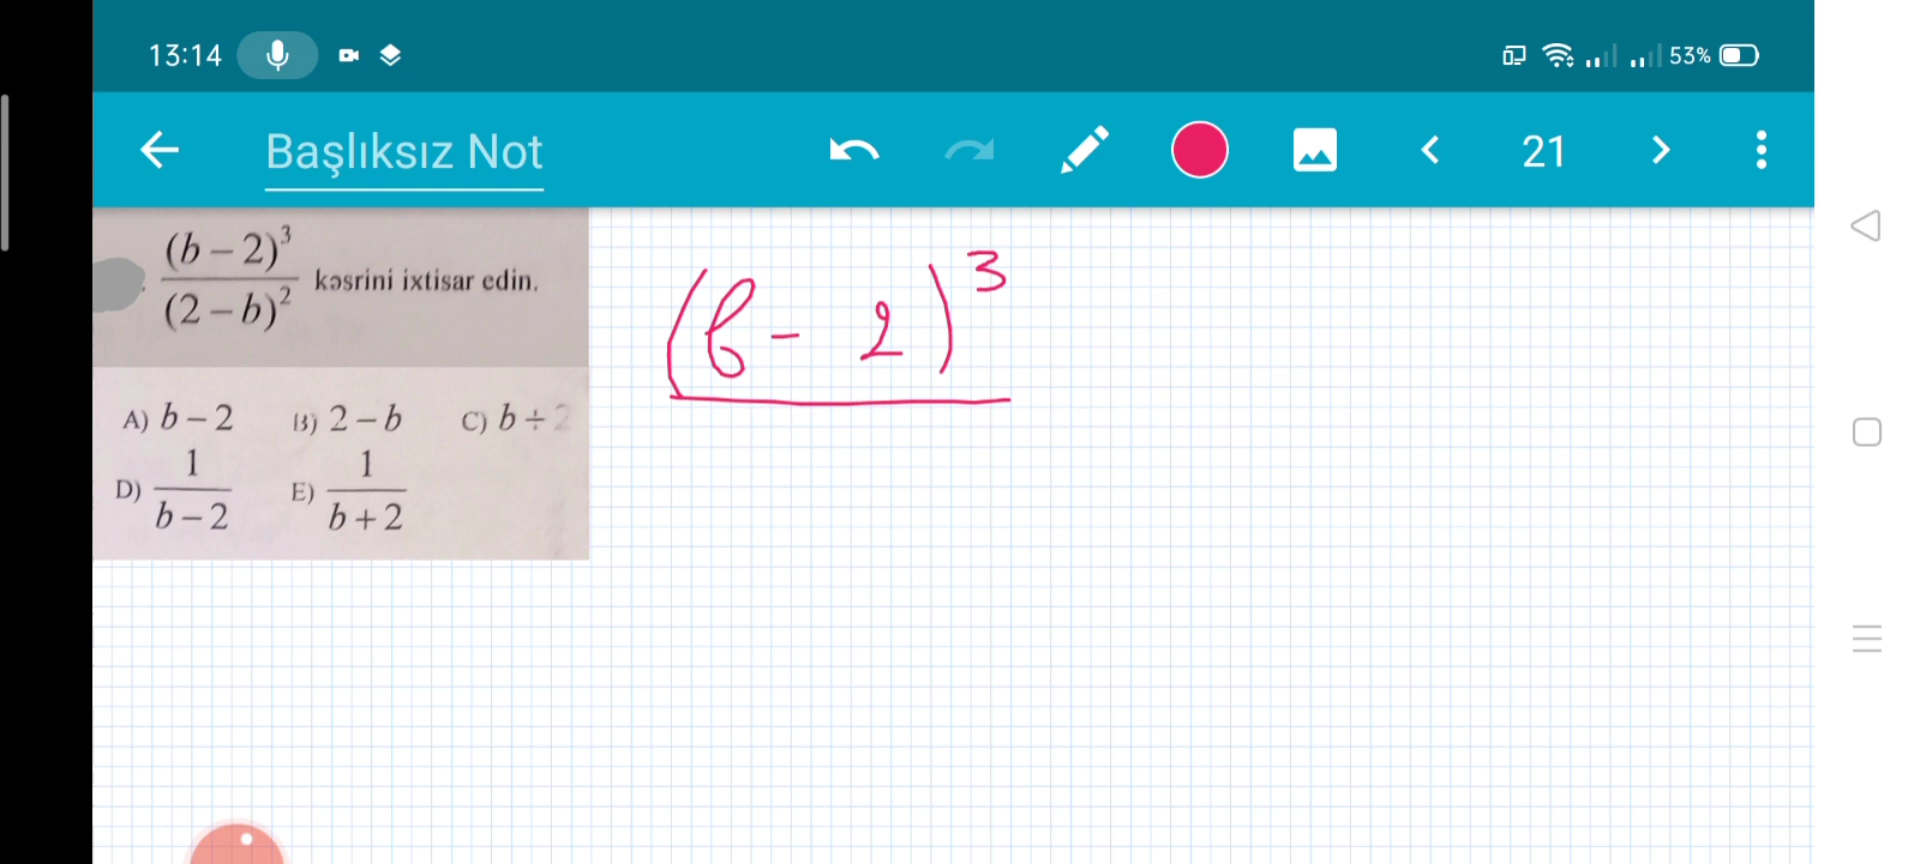 13:14 53%
Başlıksız Not 21
(b – 2)³
(2 – b)² kəsrini ixtisar edin.
A) b – 2 B) 2 – b C) b ÷ 2
D) 1/(b – 2) E) 1/(b + 2)
(b - 2)³